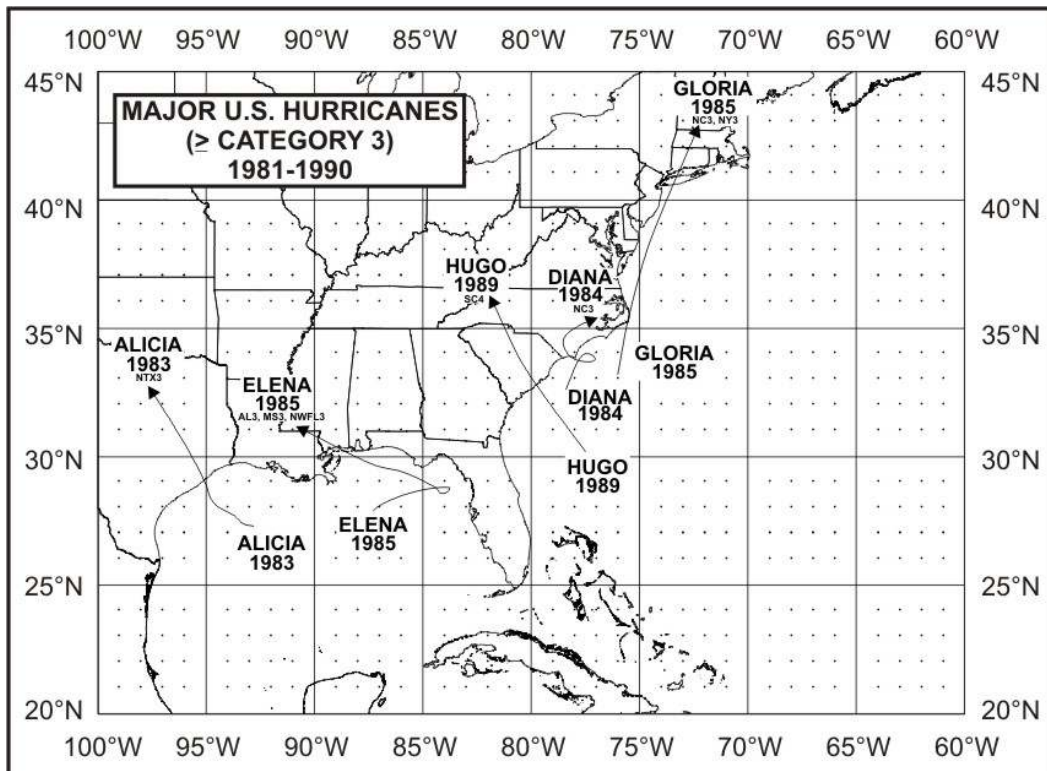 100°W 95°W 90°W 85°W 80°W 75°W 70°W 65°W 60°W
45°N 45°N
MAJOR U.S. HURRICANES
(≥ CATEGORY 3)
1981-1990
GLORIA
1985
NC3, NY3
40°N 40°N
HUGO
1989
SC4
DIANA
1984
NC3
35°N 35°N
ALICIA
1983
NTX3
GLORIA
1985
ELENA
1985
AL3, MS3, NWFL3
DIANA
1984
30°N 30°N
HUGO
1989
ELENA
1985
ALICIA
1983
25°N 25°N
20°N 20°N
100°W 95°W 90°W 85°W 80°W 75°W 70°W 65°W 60°W